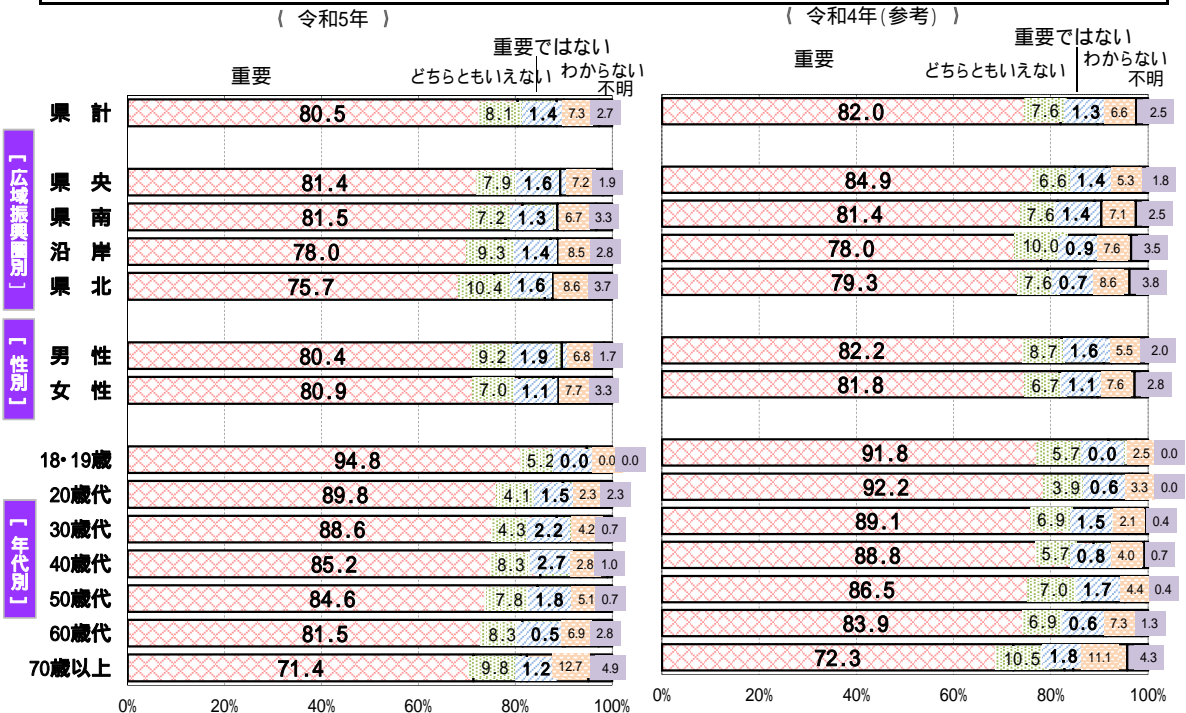 ( 令和5年 )
( 令和4年(参考) )
重要
どちらともいえない
重要ではない
わからない
不明
重要
どちらともいえない
重要ではない
わからない
不明
県 計 80.5 8.1 1.4 7.3 2.7 82.0 7.6 1.3 6.6 2.5
[広域振興圏別]
県 央 81.4 7.9 1.6 7.2 1.9 84.9 6.6 1.4 5.3 1.8
県 南 81.5 7.2 1.3 6.7 3.3 81.4 7.6 1.4 7.1 2.5
沿 岸 78.0 9.3 1.4 8.5 2.8 78.0 10.0 0.9 7.6 3.5
県 北 75.7 10.4 1.6 8.6 3.7 79.3 7.6 0.7 8.6 3.8
[性別]
男 性 80.4 9.2 1.9 6.8 1.7 82.2 8.7 1.6 5.5 2.0
女 性 80.9 7.0 1.1 7.7 3.3 81.8 6.7 1.1 7.6 2.8
[年代別]
18・19歳 94.8 5.2 0.0 0.0 0.0 91.8 5.7 0.0 2.5 0.0
20歳代 89.8 4.1 1.5 2.3 2.3 92.2 3.9 0.6 3.3 0.0
30歳代 88.6 4.3 2.2 4.2 0.7 89.1 6.9 1.5 2.1 0.4
40歳代 85.2 8.3 2.7 2.8 1.0 88.8 5.7 0.8 4.0 0.7
50歳代 84.6 7.8 1.8 5.1 0.7 86.5 7.0 1.7 4.4 0.4
60歳代 81.5 8.3 0.5 6.9 2.8 83.9 6.9 0.6 7.3 1.3
70歳以上 71.4 9.8 1.2 12.7 4.9 72.3 10.5 1.8 11.1 4.3
0% 20% 40% 60% 80% 100%
0% 20% 40% 60% 80% 100%